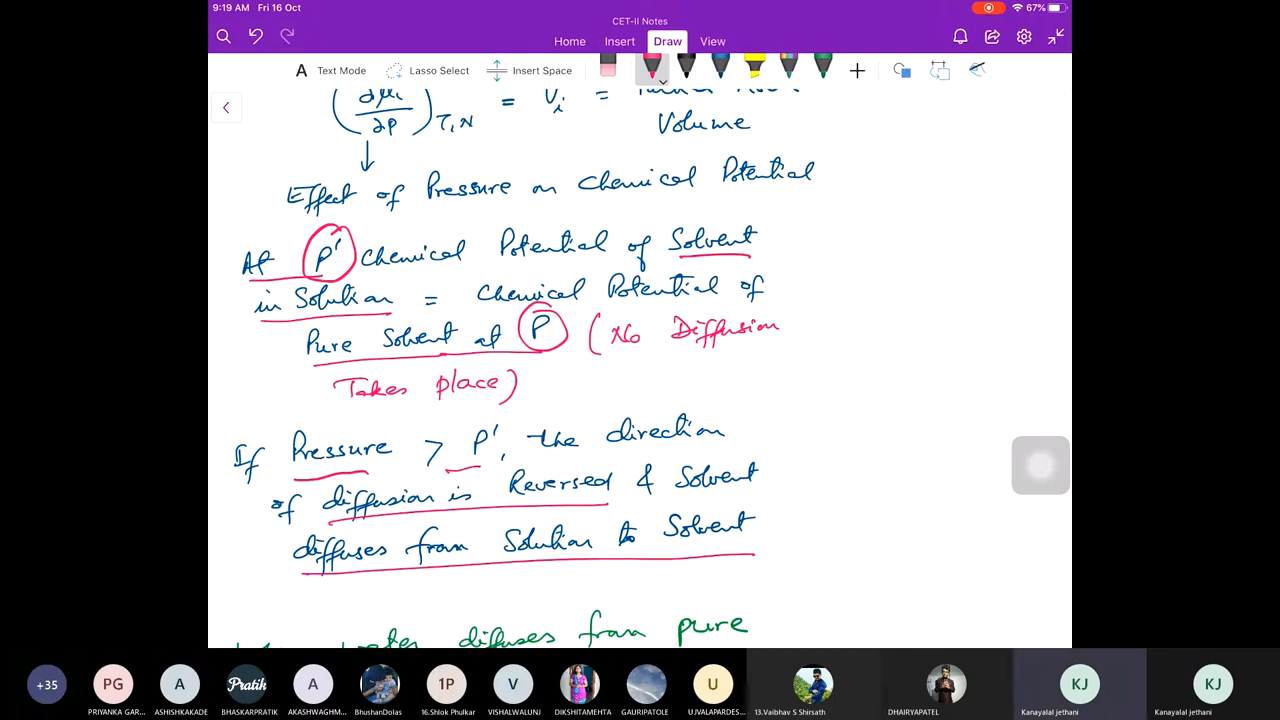 9:19 AM Fri 16 Oct
67%
CET-II Notes
Home Insert Draw View
A Text Mode Lasso Select Insert Space
(∂μi/∂P)T,N = Vi =
Volume
Effect of Pressure on Chemical Potential
At P' Chemical Potential of Solvent
in Solution = Chemical Potential of
Pure Solvent at P (No Diffusion
Takes place)
If Pressure > P', the direction
of diffusion is Reversed & Solvent
diffuses from Solution to Solvent
diffuses from pure
+35 PG A A 1P V U KJ KJ
Pratik
PRIYANKA GAR... ASHISHKAKADE BHASKARPRATIK AKASHWAGHM... BhushanDolas 16.Shlok Phulkar VISHALWALUNJ DIKSHITAMEHTA GAURIPATOLE UJVALAPARDES... 13.Vaibhav S Shirsath DHAIRYAPATEL Kanayalal jethani Kanayalal jethani